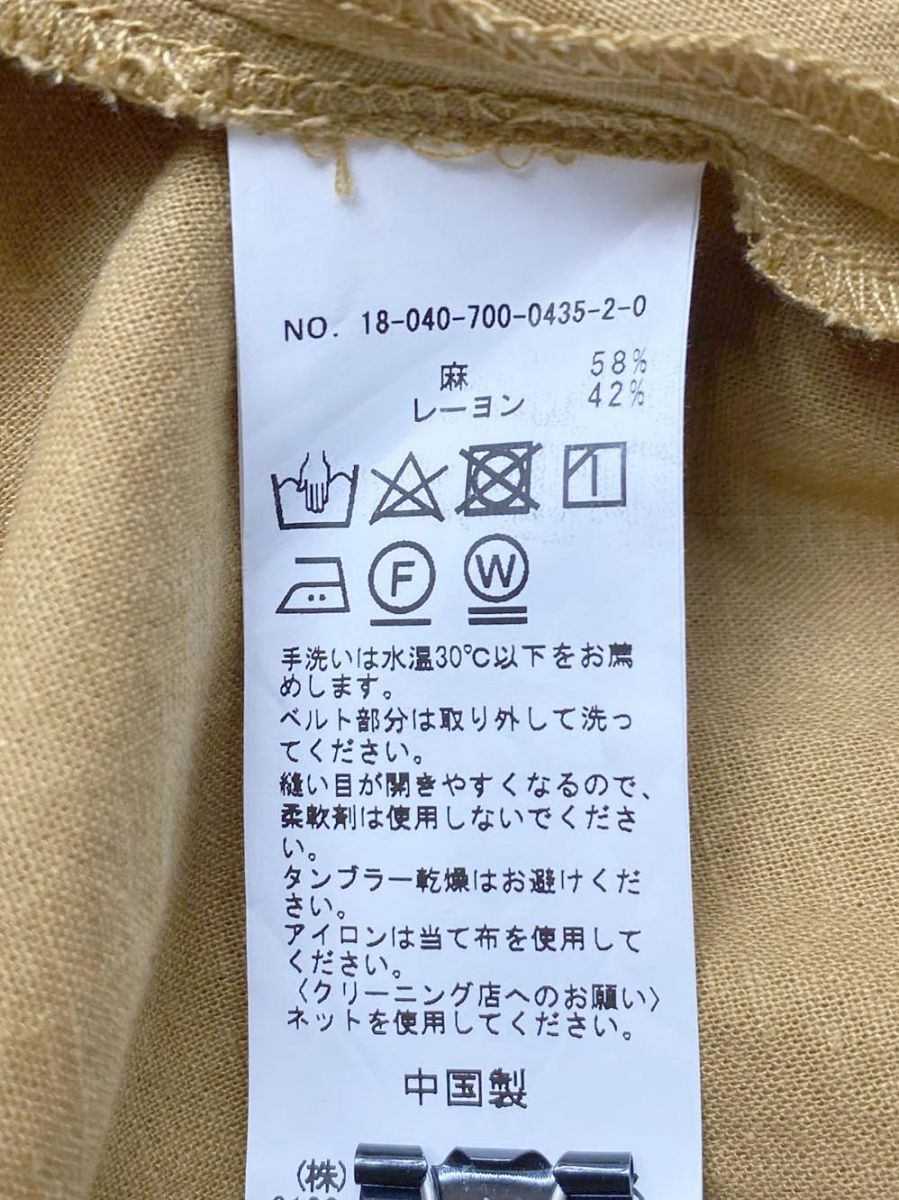 NO. 18-040-700-0435-2-0
麻 58%
レーヨン 42%
F W
手洗いは水温30℃以下をお薦
めします。
ベルト部分は取り外して洗っ
てください。
縫い目が開きやすくなるので、
柔軟剤は使用しないでくださ
い。
タンブラー乾燥はお避けくだ
さい。
アイロンは当て布を使用して
ください。
〈クリーニング店へのお願い〉
ネットを使用してください。
中国製
(株)